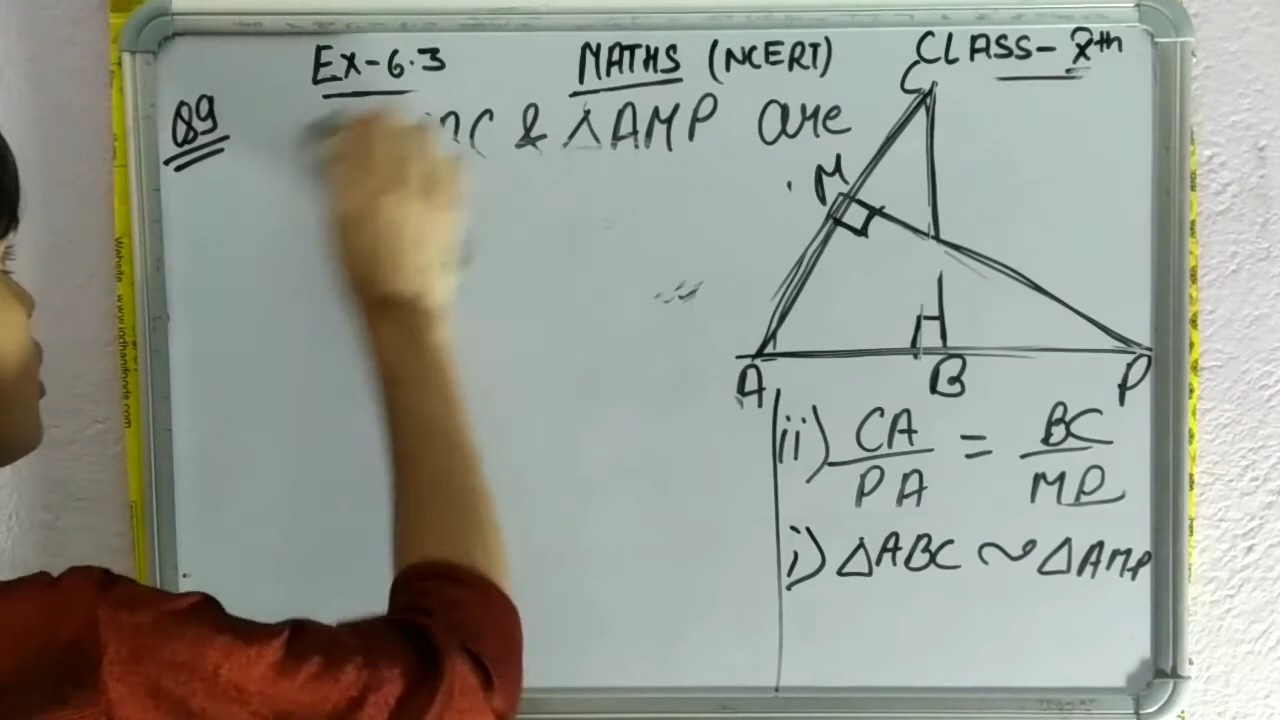 Ex-6.3 MATHS (NCERT) CLASS-Xth
Q9 & △AMP are
C
M
A B P
ii) CA/PA = BC/MP
i) △ABC ~ △AMP